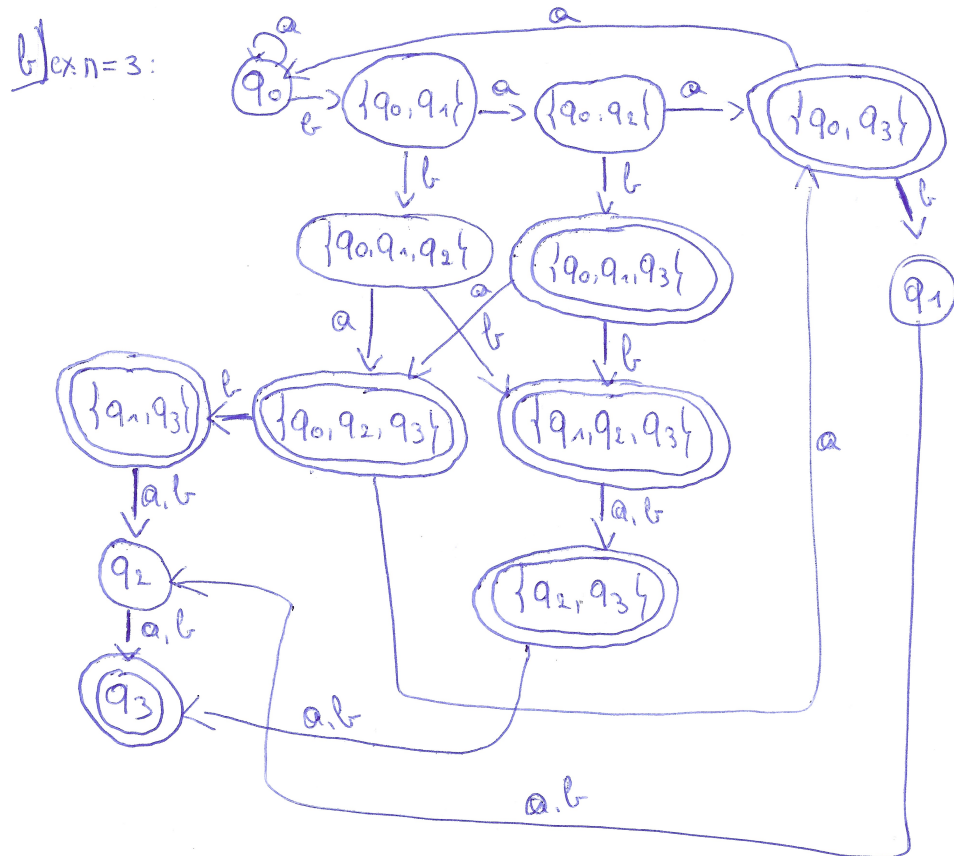 b) ex. n=3:
a
a
q0
b
{q0, q1}
a
{q0, q2}
a
{q0, q3}
b
b
b
{q0, q1, q2}
{q0, q1, q3}
q1
a
a
b
b
{q1, q3}
b
{q0, q2, q3}
{q1, q2, q3}
a
a, b
a, b
q2
{q2, q3}
a, b
q3
a, b
a, b